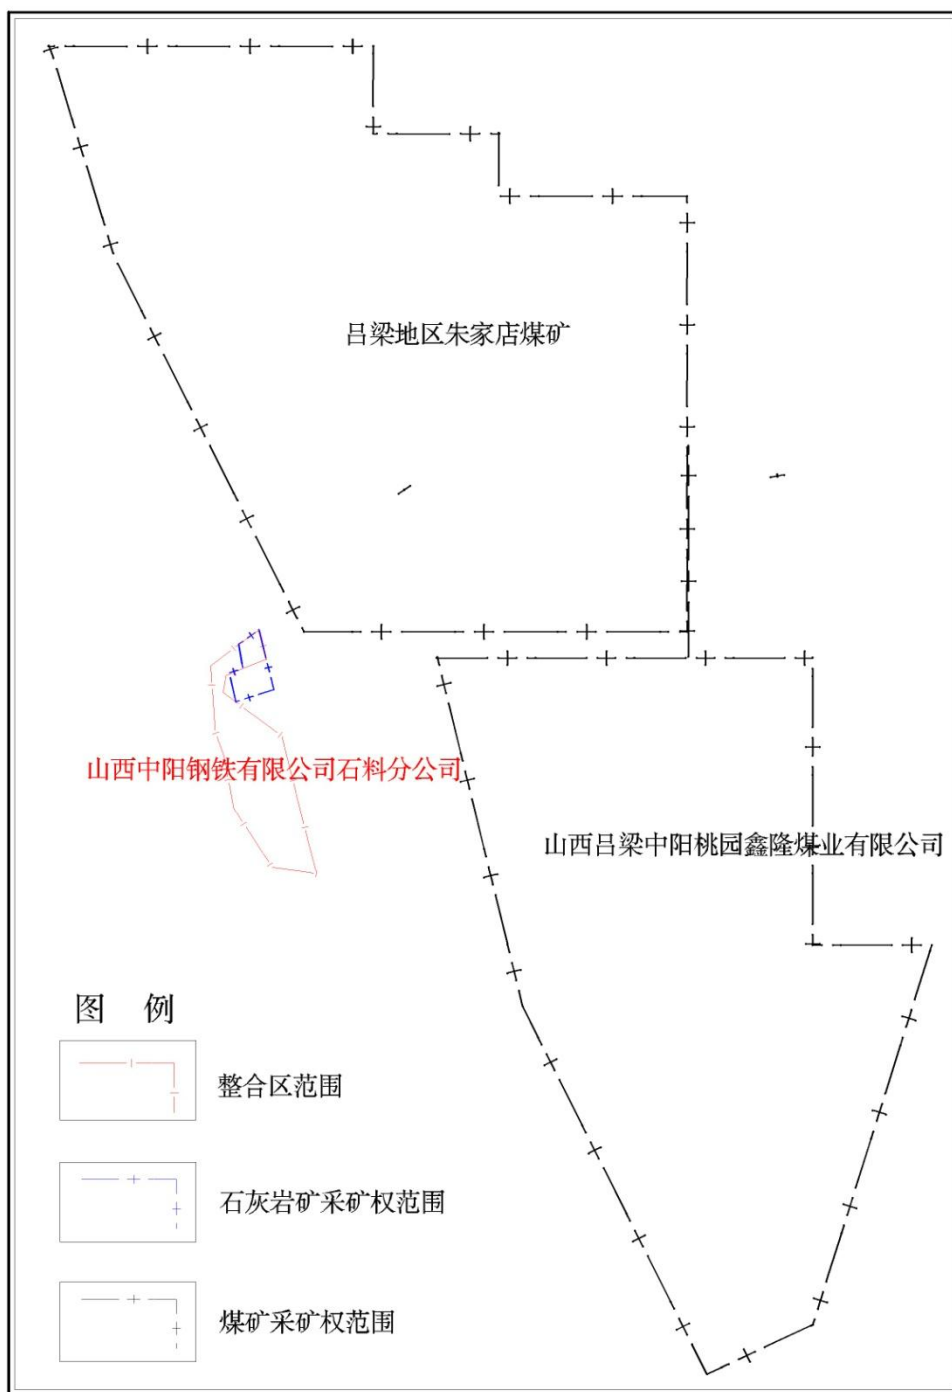 吕梁地区朱家店煤矿
山西中阳钢铁有限公司石料分公司
山西吕梁中阳桃园鑫隆煤业有限公司
图 例
整合区范围
石灰岩矿采矿权范围
煤矿采矿权范围